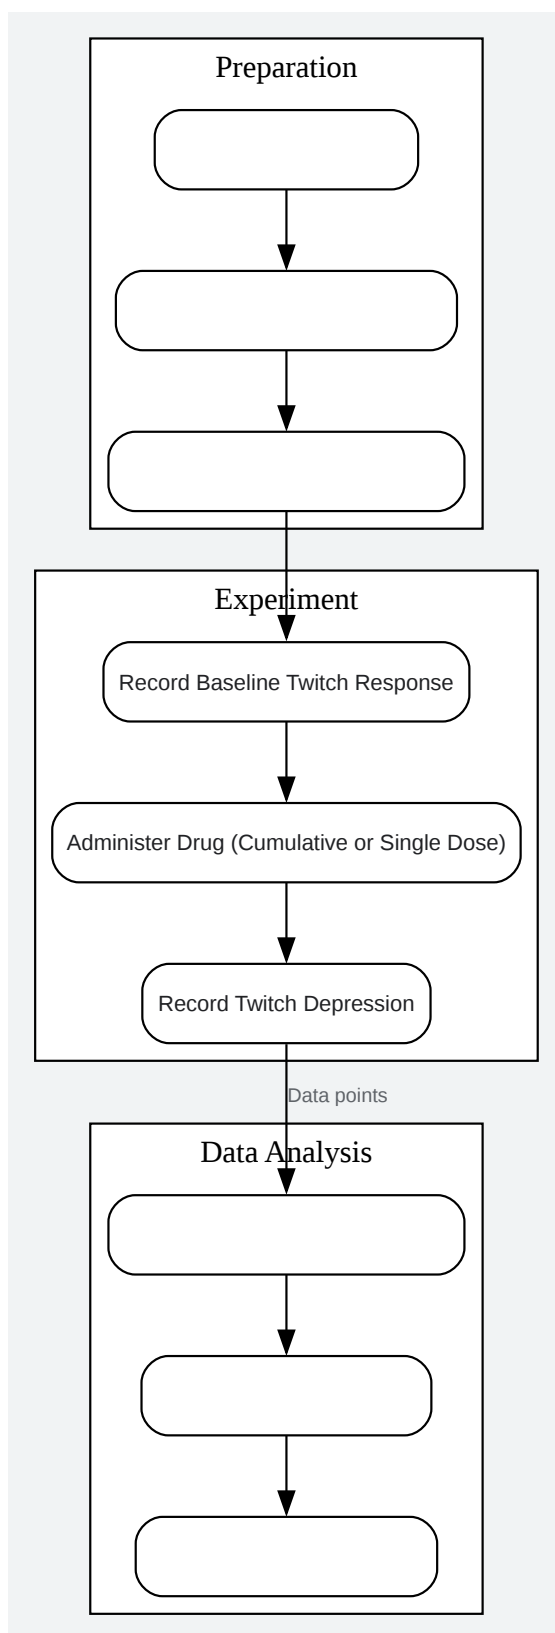 Preparation
Experiment
Record Baseline Twitch Response
Administer Drug (Cumulative or Single Dose)
Record Twitch Depression
Data points
Data Analysis